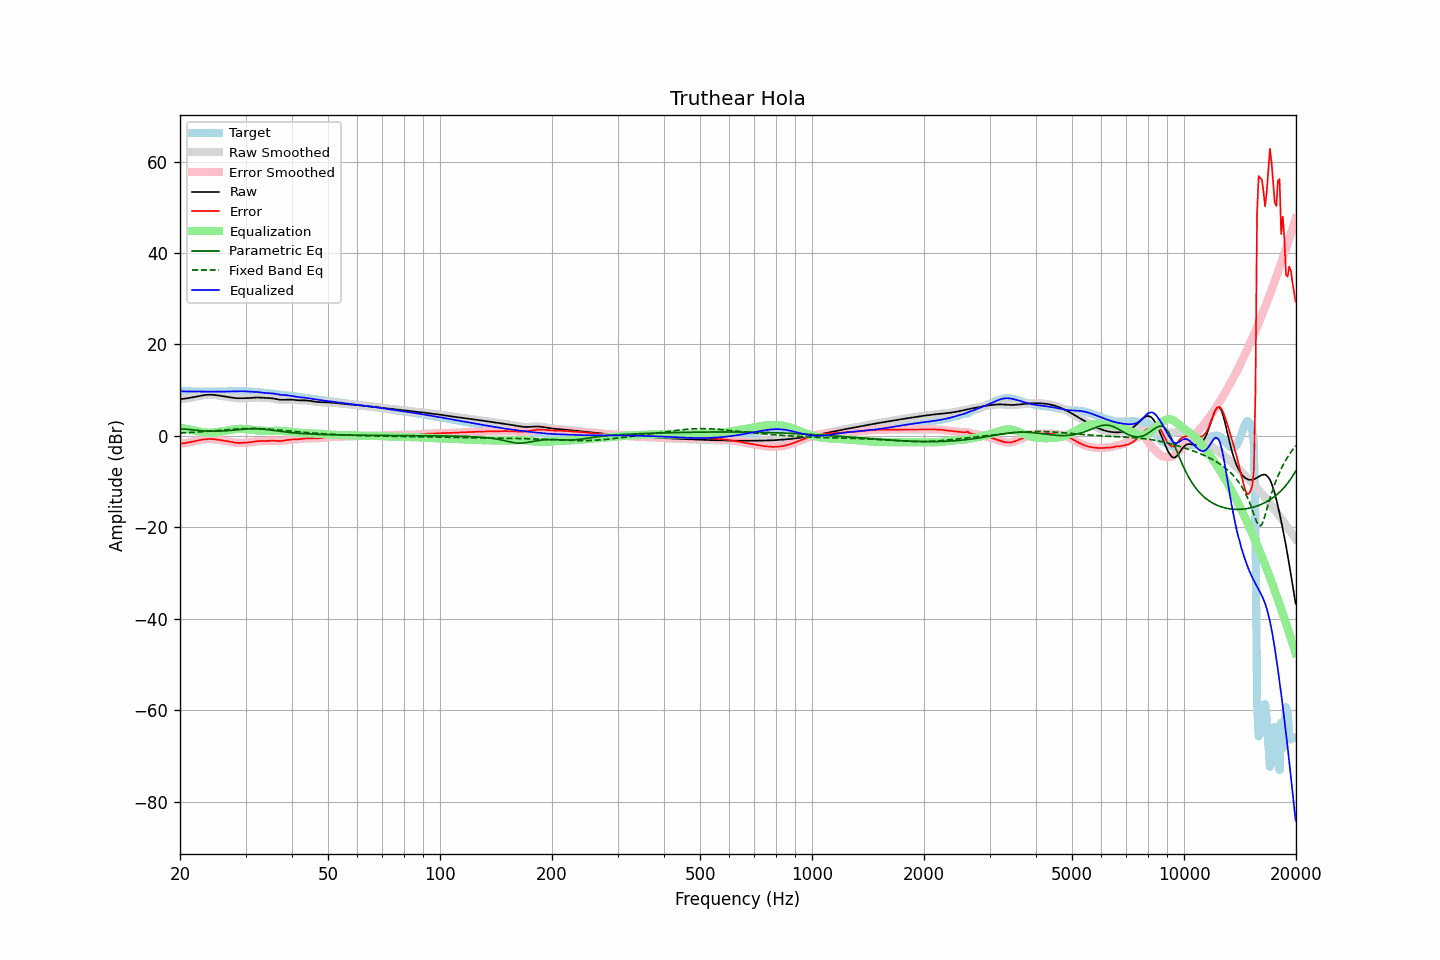 Truthear Hola
Target
Raw Smoothed
Error Smoothed
Raw
Error
Equalization
Parametric Eq
Fixed Band Eq
Equalized
Amplitude (dBr)
60
40
20
0
−20
−40
−60
−80
20 50 100 200 500 1000 2000 5000 10000 20000
Frequency (Hz)